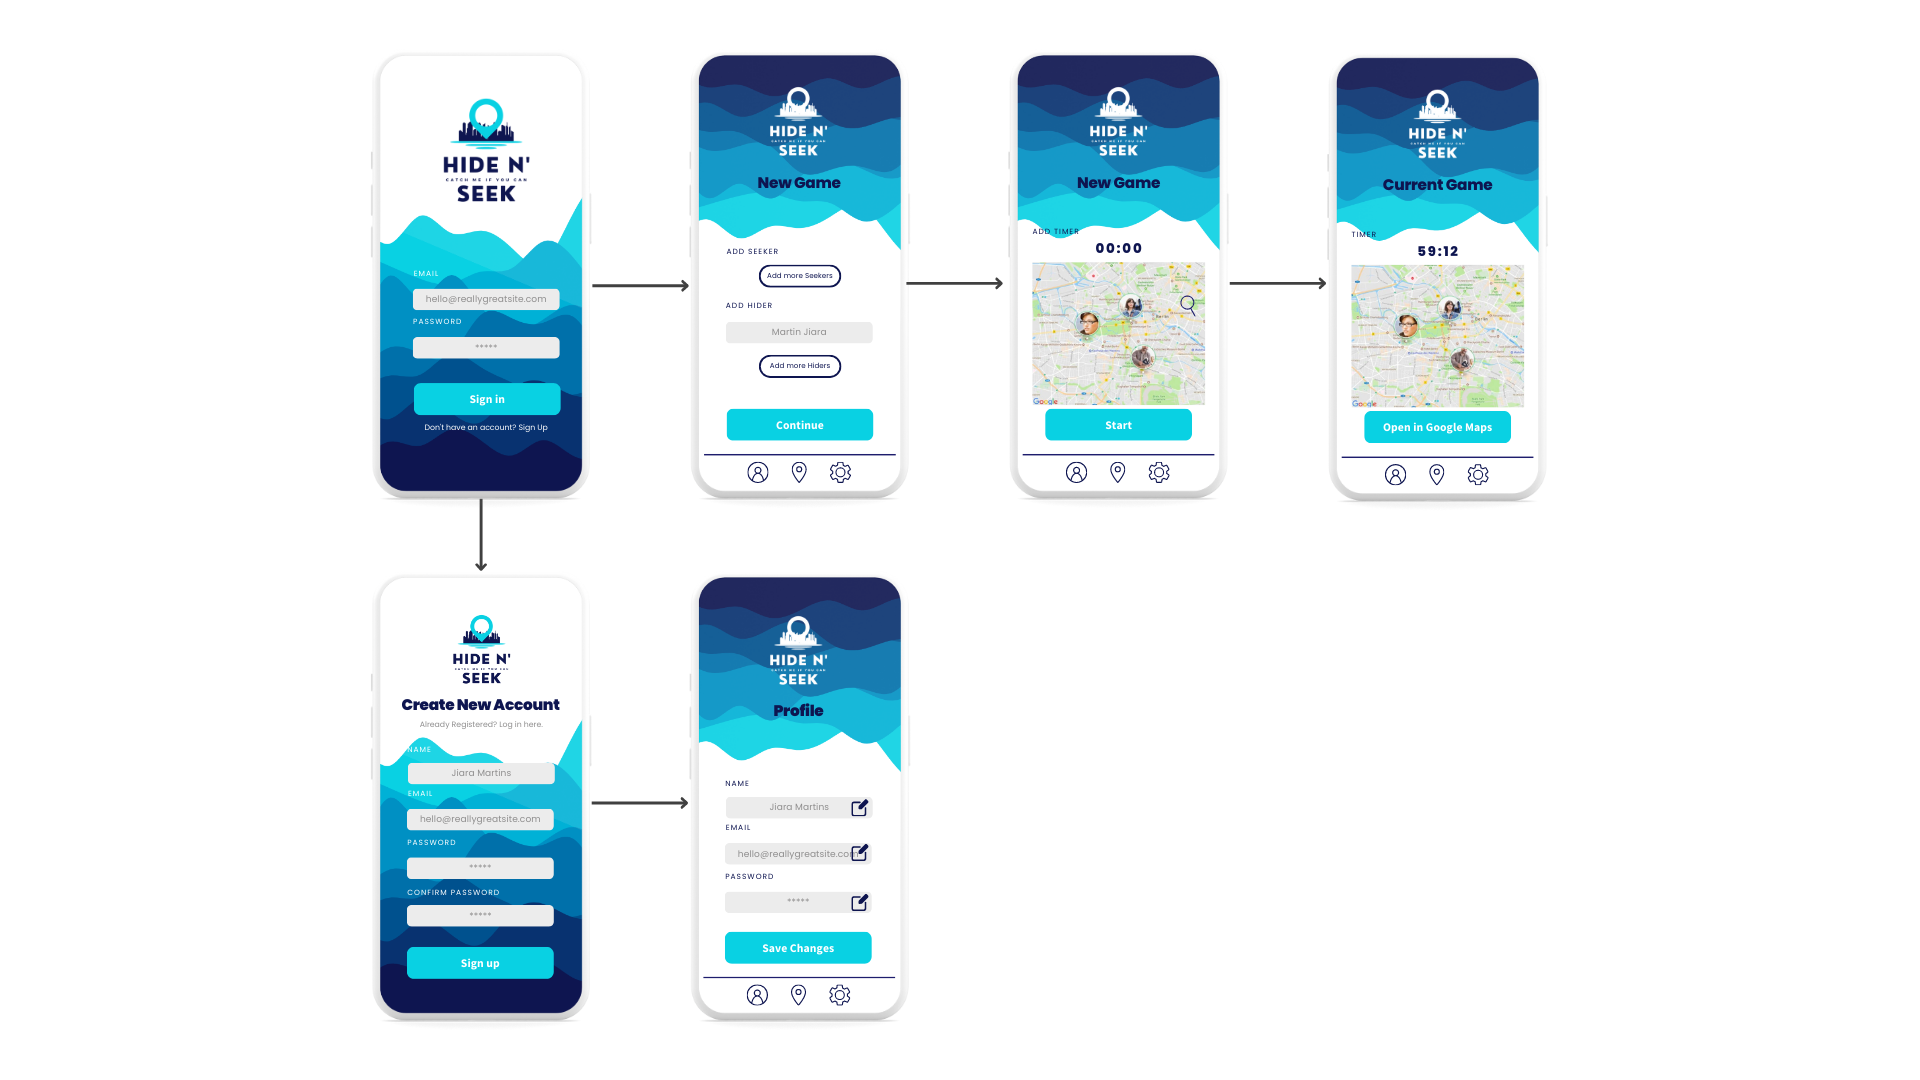 HIDE N'
CATCH ME IF YOU CAN
SEEK
EMAIL
hello@reallygreatsite.com
PASSWORD
*****
Sign in
Don't have an account? Sign Up
HIDE N'
CATCH ME IF YOU CAN
SEEK
New Game
ADD SEEKER
Add more Seekers
ADD HIDER
Martin Jiara
Add more Hiders
Continue
HIDE N'
CATCH ME IF YOU CAN
SEEK
New Game
ADD TIMER
00:00
Google
Start
HIDE N'
CATCH ME IF YOU CAN
SEEK
Current Game
TIMER
59:12
Google
Open in Google Maps
HIDE N'
CATCH ME IF YOU CAN
SEEK
Create New Account
Already Registered? Log in here.
NAME
Jiara Martins
EMAIL
hello@reallygreatsite.com
PASSWORD
*****
CONFIRM PASSWORD
*****
Sign up
HIDE N'
CATCH ME IF YOU CAN
SEEK
Profile
NAME
Jiara Martins
EMAIL
hello@reallygreatsite.com
PASSWORD
*****
Save Changes